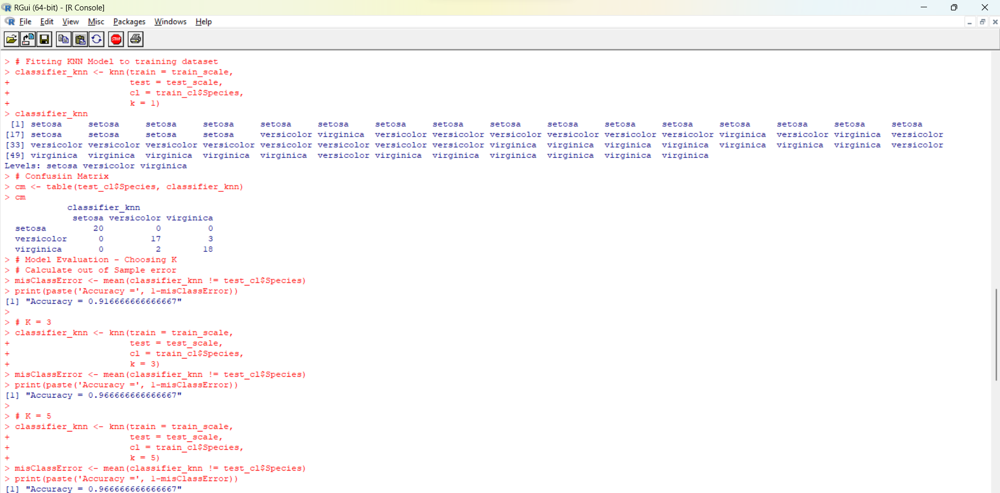 RGui (64-bit) - [R Console]
File Edit View Misc Packages Windows Help
STOP
> # Fitting KNN Model to training dataset
> classifier_knn <- knn(train = train_scale,
+                       test = test_scale,
+                       cl = train_cl$Species,
+                       k = 1)
> classifier_knn
 [1] setosa     setosa     setosa     setosa     setosa     setosa     setosa     setosa     setosa     setosa     setosa     setosa     setosa     setosa     setosa     setosa
[17] setosa     setosa     setosa     setosa     versicolor virginica  versicolor versicolor versicolor versicolor versicolor versicolor virginica  versicolor virginica  versicolor
[33] versicolor versicolor versicolor versicolor versicolor versicolor versicolor versicolor virginica  virginica  virginica  virginica  virginica  virginica  virginica  versicolor
[49] virginica  virginica  virginica  virginica  virginica  versicolor virginica  virginica  virginica  virginica  virginica  virginica
Levels: setosa versicolor virginica
> # Confusiin Matrix
> cm <- table(test_cl$Species, classifier_knn)
> cm
            classifier_knn
             setosa versicolor virginica
  setosa         20          0         0
  versicolor      0         17         3
  virginica       0          2        18
> # Model Evaluation - Choosing K
> # Calculate out of Sample error
> misClassError <- mean(classifier_knn != test_cl$Species)
> print(paste('Accuracy =', 1-misClassError))
[1] "Accuracy = 0.916666666666667"
>
> # K = 3
> classifier_knn <- knn(train = train_scale,
+                       test = test_scale,
+                       cl = train_cl$Species,
+                       k = 3)
> misClassError <- mean(classifier_knn != test_cl$Species)
> print(paste('Accuracy =', 1-misClassError))
[1] "Accuracy = 0.966666666666667"
>
> # K = 5
> classifier_knn <- knn(train = train_scale,
+                       test = test_scale,
+                       cl = train_cl$Species,
+                       k = 5)
> misClassError <- mean(classifier_knn != test_cl$Species)
> print(paste('Accuracy =', 1-misClassError))
[1] "Accuracy = 0.966666666666667"